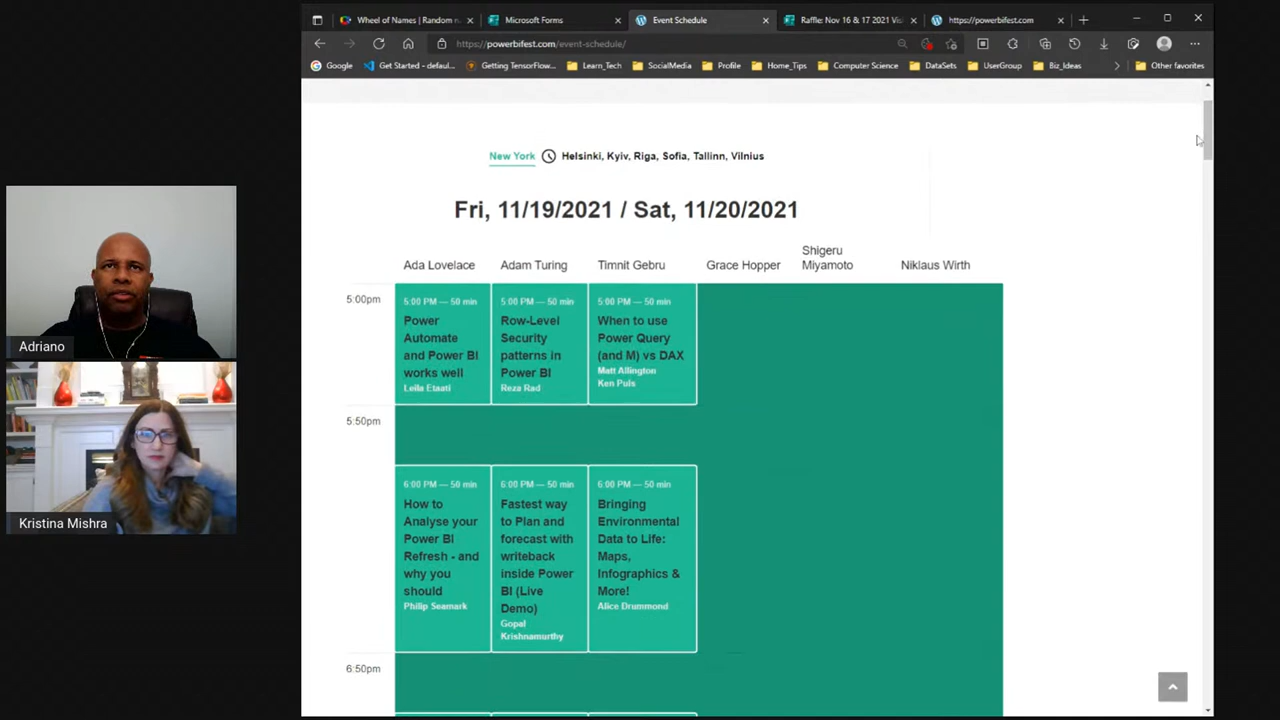 Wheel of Names | Random n
Microsoft Forms
Event Schedule
Raffle: Nov 16 & 17 2021 Vis
https://powerbifest.com
https://powerbifest.com/event-schedule/
Google
Get Started - defaul...
Getting TensorFlow...
Learn_Tech
SocialMedia
Profile
Home_Tips
Computer Science
DataSets
UserGroup
Biz_Ideas
Other favorites
New York
Helsinki, Kyiv, Riga, Sofia, Tallinn, Vilnius
Fri, 11/19/2021 / Sat, 11/20/2021
Ada Lovelace
Adam Turing
Timnit Gebru
Grace Hopper
Shigeru
Miyamoto
Niklaus Wirth
5:00pm
5:00 PM — 50 min
Power
Automate
and Power BI
works well
Leila Etaati
5:00 PM — 50 min
Row-Level
Security
patterns in
Power BI
Reza Rad
5:00 PM — 50 min
When to use
Power Query
(and M) vs DAX
Matt Allington
Ken Puls
5:50pm
6:00 PM — 50 min
How to
Analyse your
Power BI
Refresh - and
why you
should
Philip Seamark
6:00 PM — 50 min
Fastest way
to Plan and
forecast with
writeback
inside Power
BI (Live
Demo)
Gopal
Krishnamurthy
6:00 PM — 50 min
Bringing
Environmental
Data to Life:
Maps,
Infographics &
More!
Alice Drummond
6:50pm
Adriano
Kristina Mishra